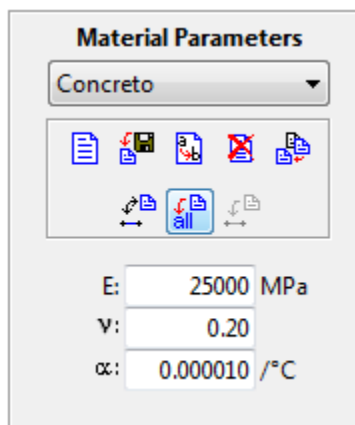 Material Parameters
Concreto
a b
all
E: 25000 MPa
ν: 0.20
α: 0.000010 /°C